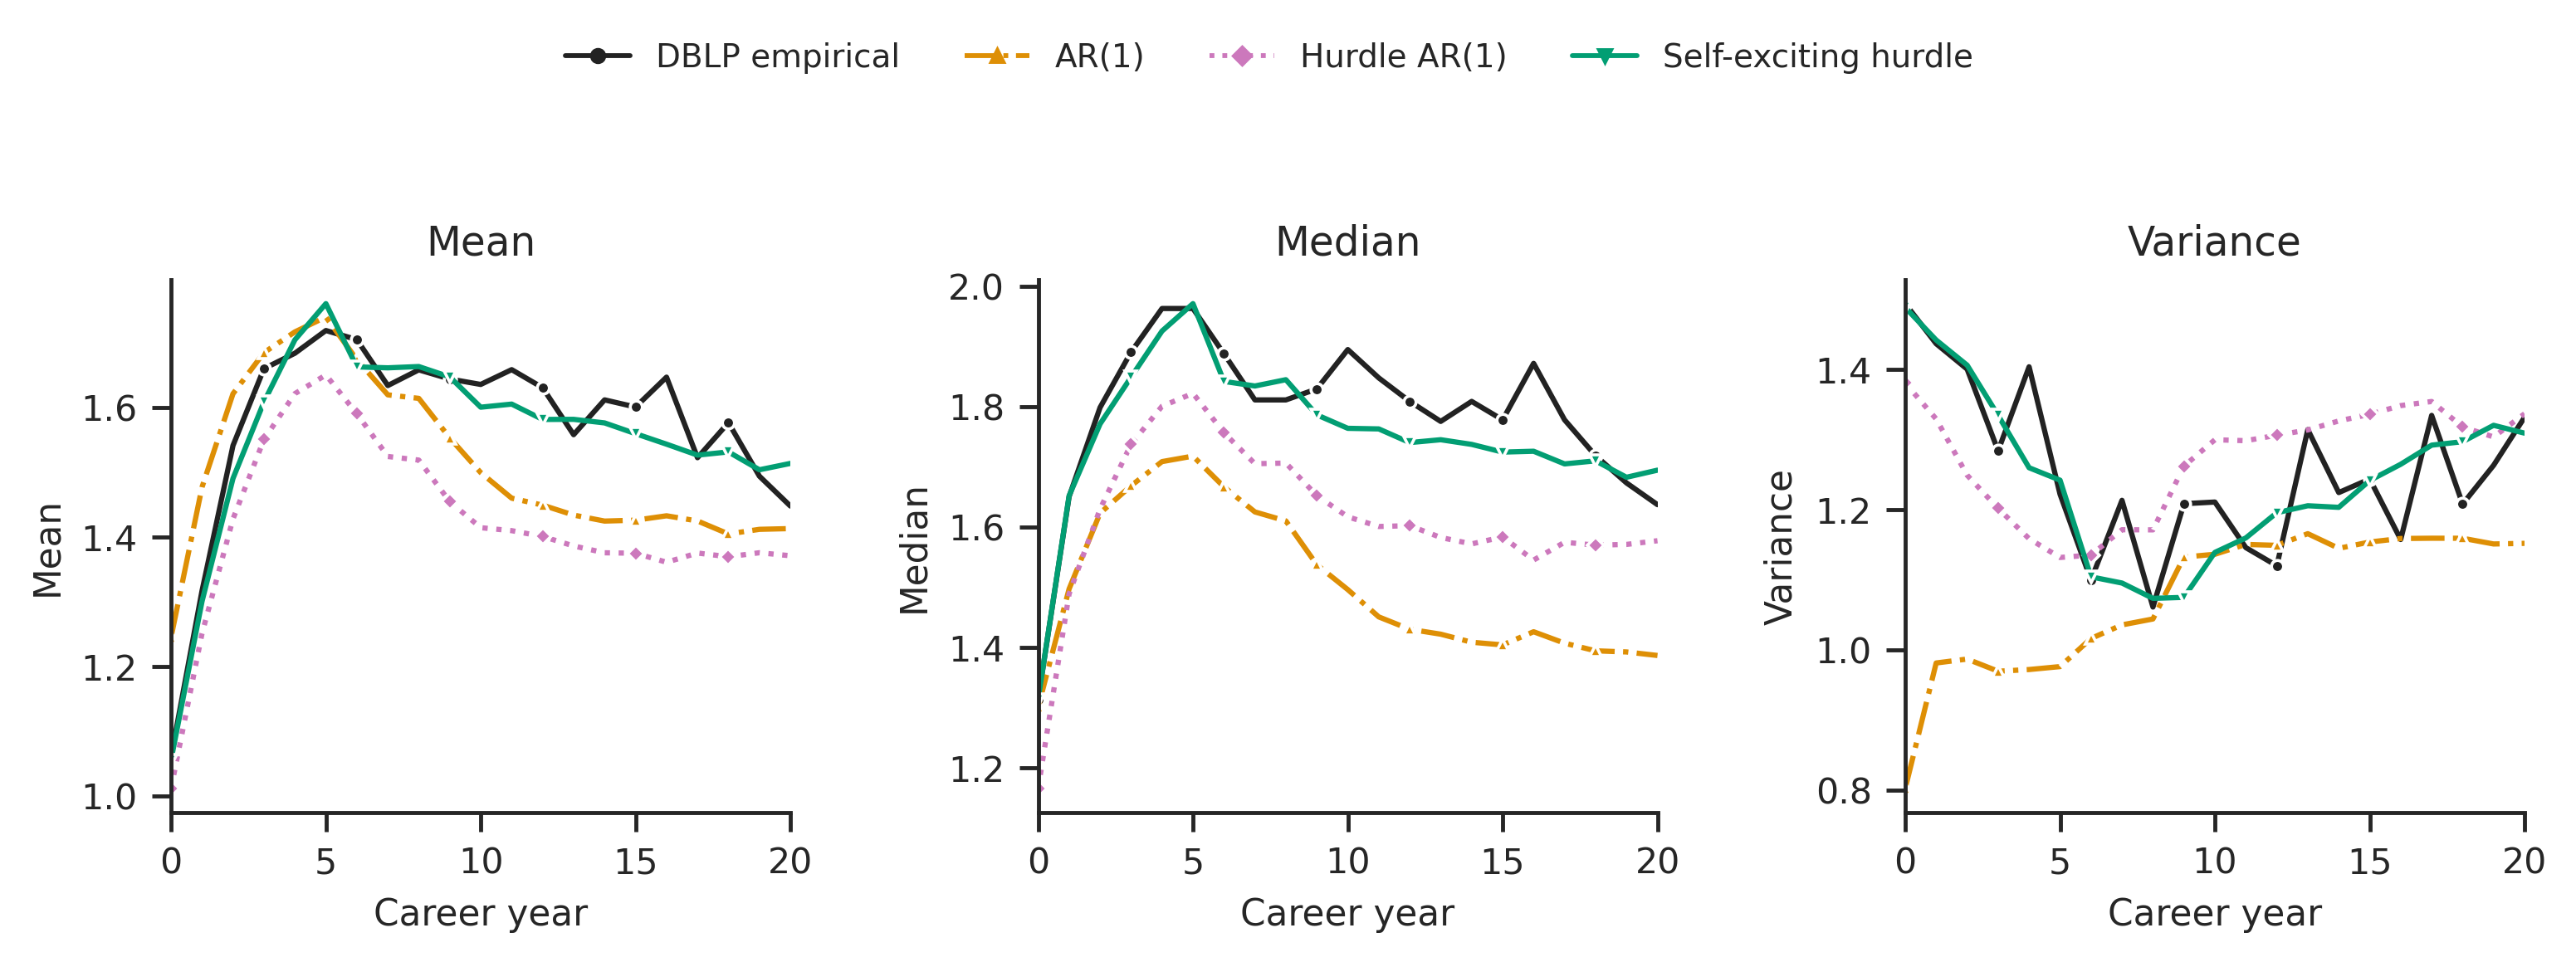 DBLP empirical AR(1) Hurdle AR(1) Self-exciting hurdle
Mean Median Variance
Mean
1.6
1.4
1.2
1.0
0 5 10 15 20
Career year
Median
2.0
1.8
1.6
1.4
1.2
0 5 10 15 20
Career year
Variance
1.4
1.2
1.0
0.8
0 5 10 15 20
Career year